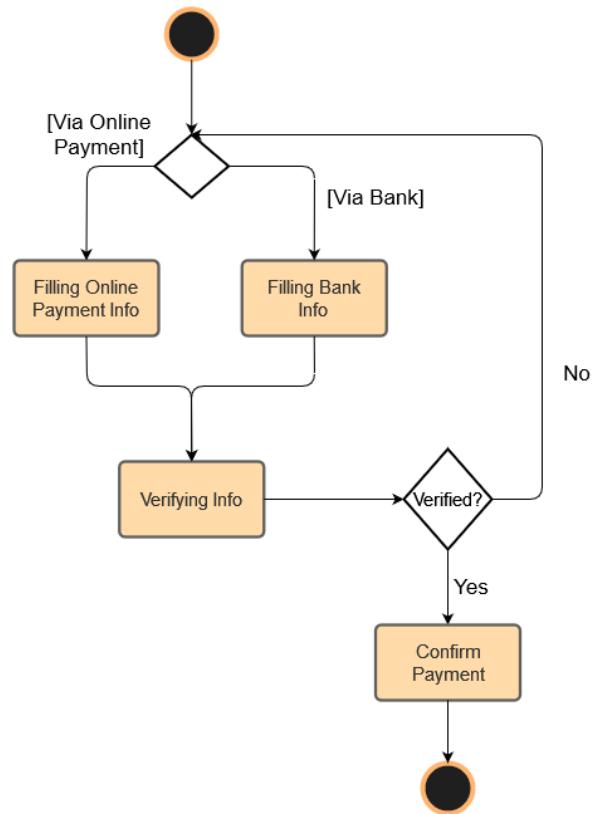 [Via Online
Payment]
[Via Bank]
Filling Online
Payment Info
Filling Bank
Info
No
Verifying Info
Verified?
Yes
Confirm
Payment